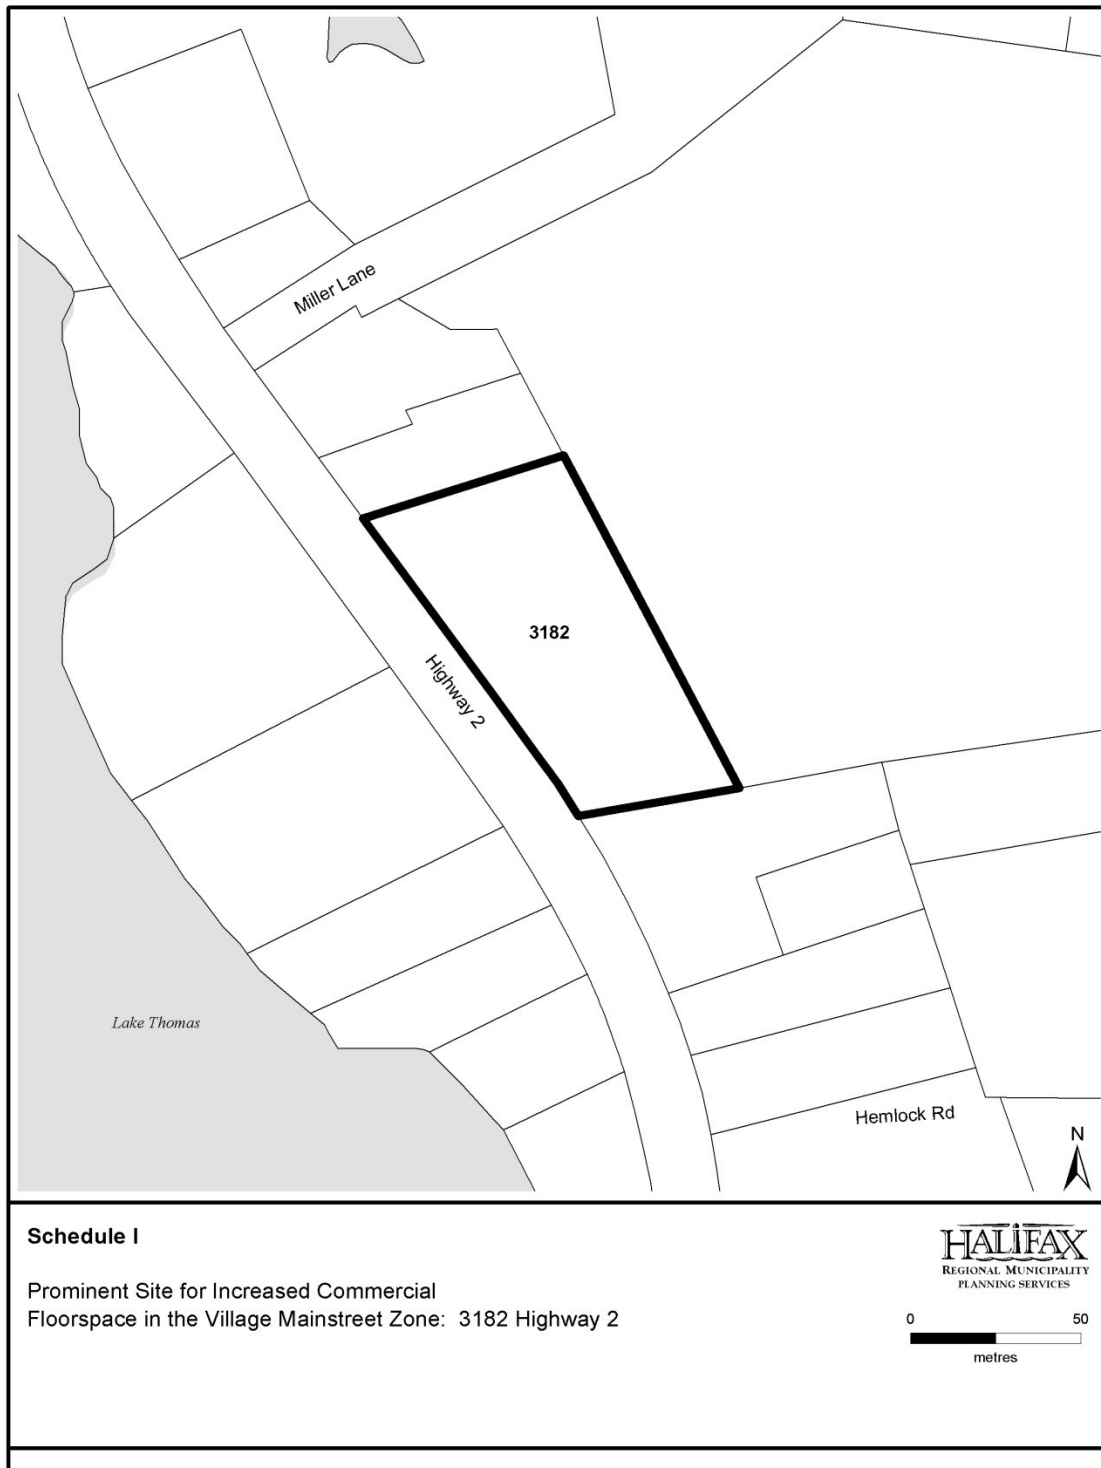 Miller Lane
3182
Highway 2
Lake Thomas
Hemlock Rd
N
Schedule I
Prominent Site for Increased Commercial
Floorspace in the Village Mainstreet Zone: 3182 Highway 2
HALIFAX
REGIONAL MUNICIPALITY
PLANNING SERVICES
0 50
metres